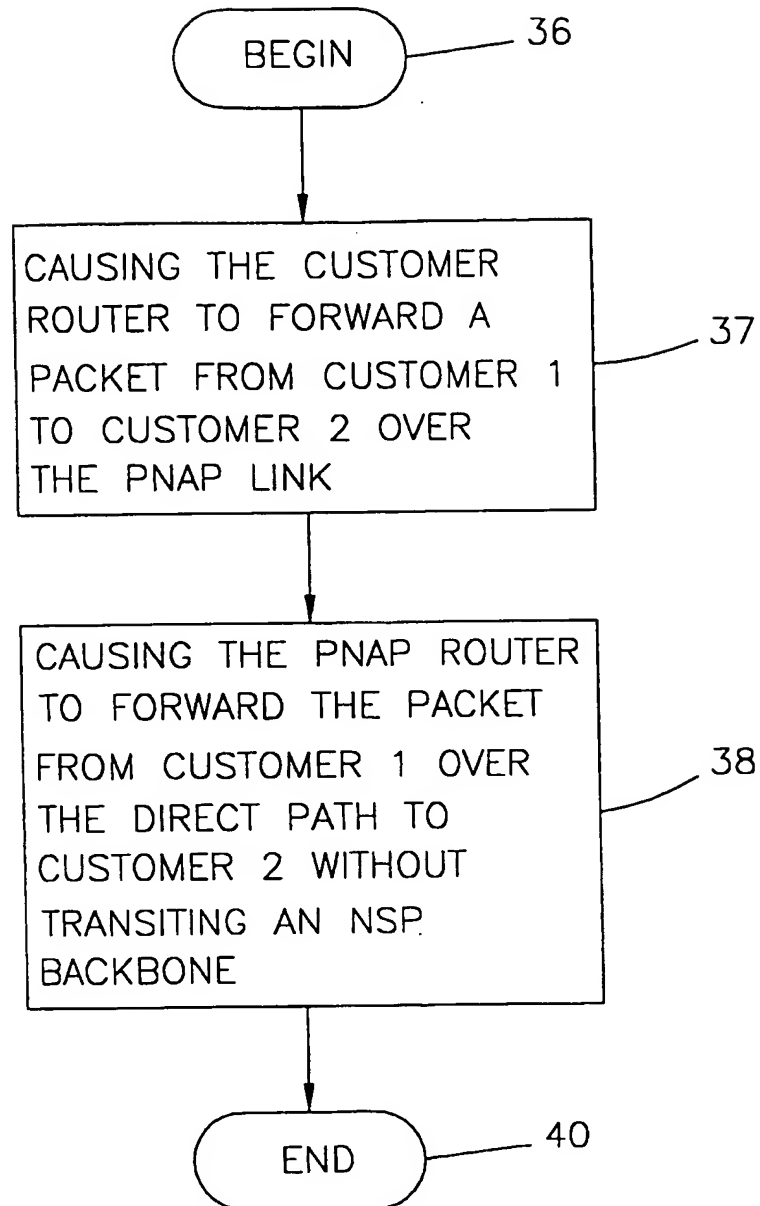 BEGIN
36
CAUSING THE CUSTOMER
ROUTER TO FORWARD A
PACKET FROM CUSTOMER 1
TO CUSTOMER 2 OVER
THE PNAP LINK
37
CAUSING THE PNAP ROUTER
TO FORWARD THE PACKET
FROM CUSTOMER 1 OVER
THE DIRECT PATH TO
CUSTOMER 2 WITHOUT
TRANSITING AN NSP
BACKBONE
38
END
40